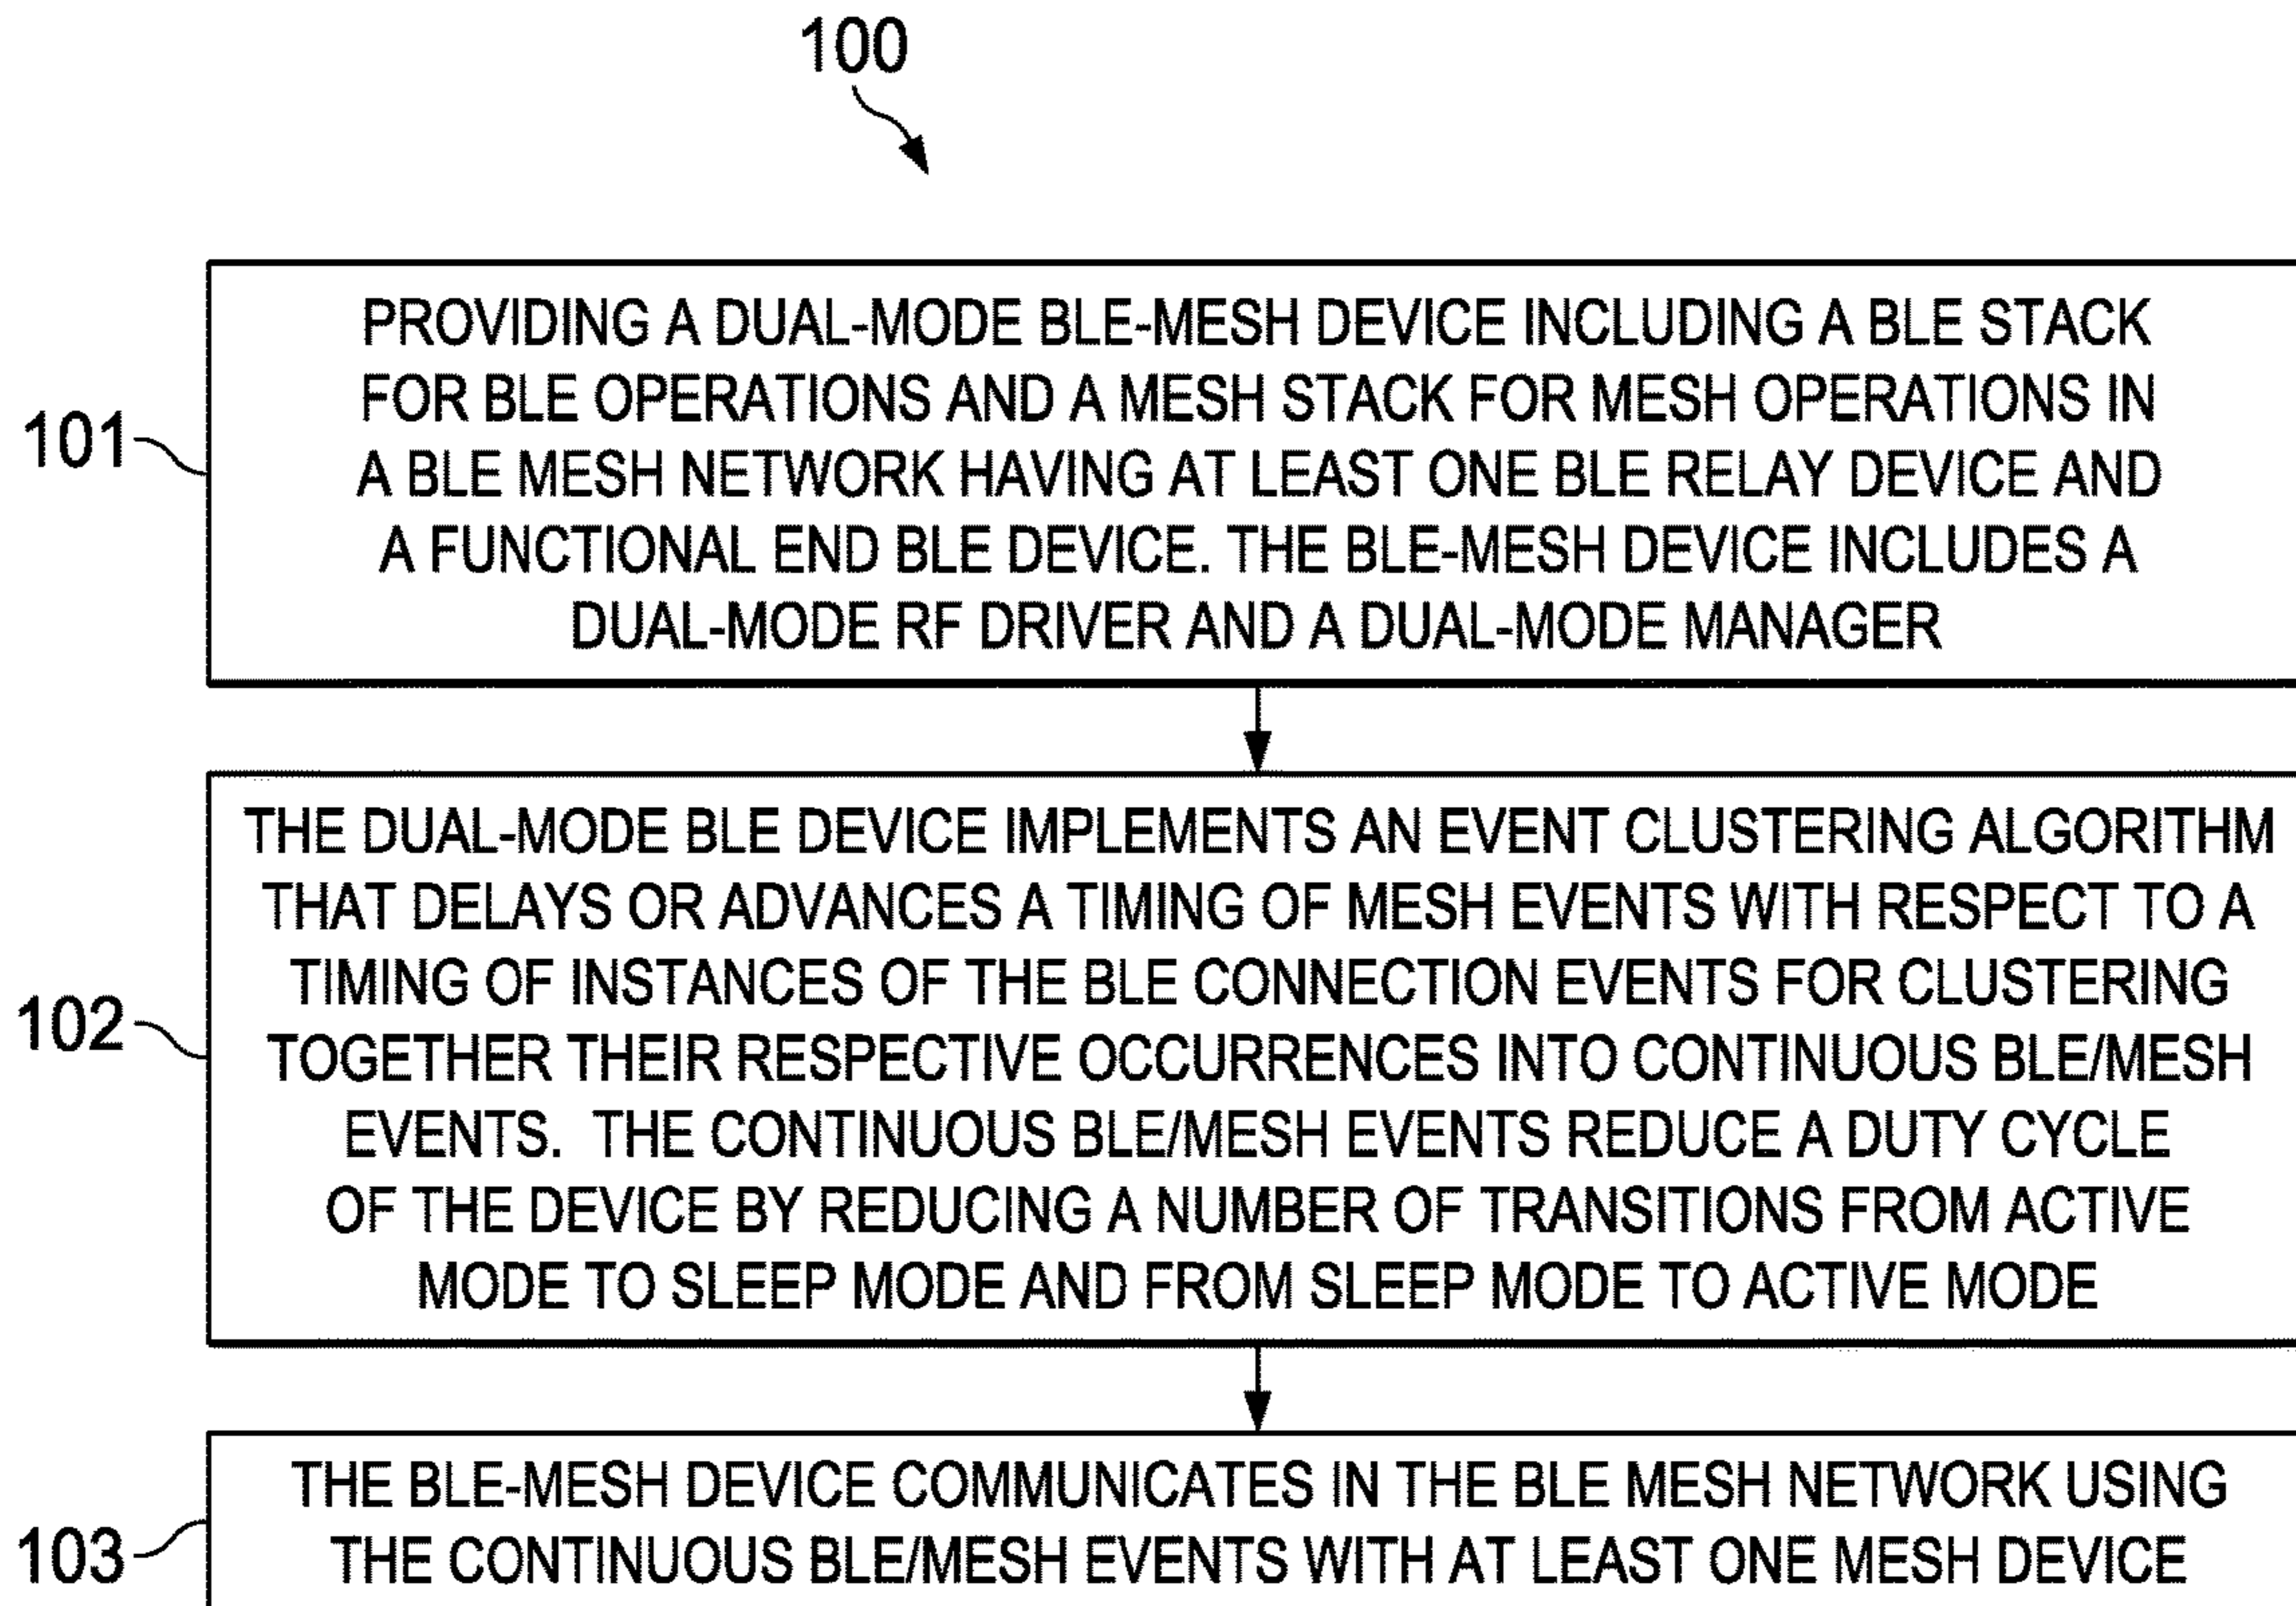 100
101
PROVIDING A DUAL-MODE BLE-MESH DEVICE INCLUDING A BLE STACK
FOR BLE OPERATIONS AND A MESH STACK FOR MESH OPERATIONS IN
A BLE MESH NETWORK HAVING AT LEAST ONE BLE RELAY DEVICE AND
A FUNCTIONAL END BLE DEVICE. THE BLE-MESH DEVICE INCLUDES A
DUAL-MODE RF DRIVER AND A DUAL-MODE MANAGER
102
THE DUAL-MODE BLE DEVICE IMPLEMENTS AN EVENT CLUSTERING ALGORITHM
THAT DELAYS OR ADVANCES A TIMING OF MESH EVENTS WITH RESPECT TO A
TIMING OF INSTANCES OF THE BLE CONNECTION EVENTS FOR CLUSTERING
TOGETHER THEIR RESPECTIVE OCCURRENCES INTO CONTINUOUS BLE/MESH
EVENTS. THE CONTINUOUS BLE/MESH EVENTS REDUCE A DUTY CYCLE
OF THE DEVICE BY REDUCING A NUMBER OF TRANSITIONS FROM ACTIVE
MODE TO SLEEP MODE AND FROM SLEEP MODE TO ACTIVE MODE
103
THE BLE-MESH DEVICE COMMUNICATES IN THE BLE MESH NETWORK USING
THE CONTINUOUS BLE/MESH EVENTS WITH AT LEAST ONE MESH DEVICE